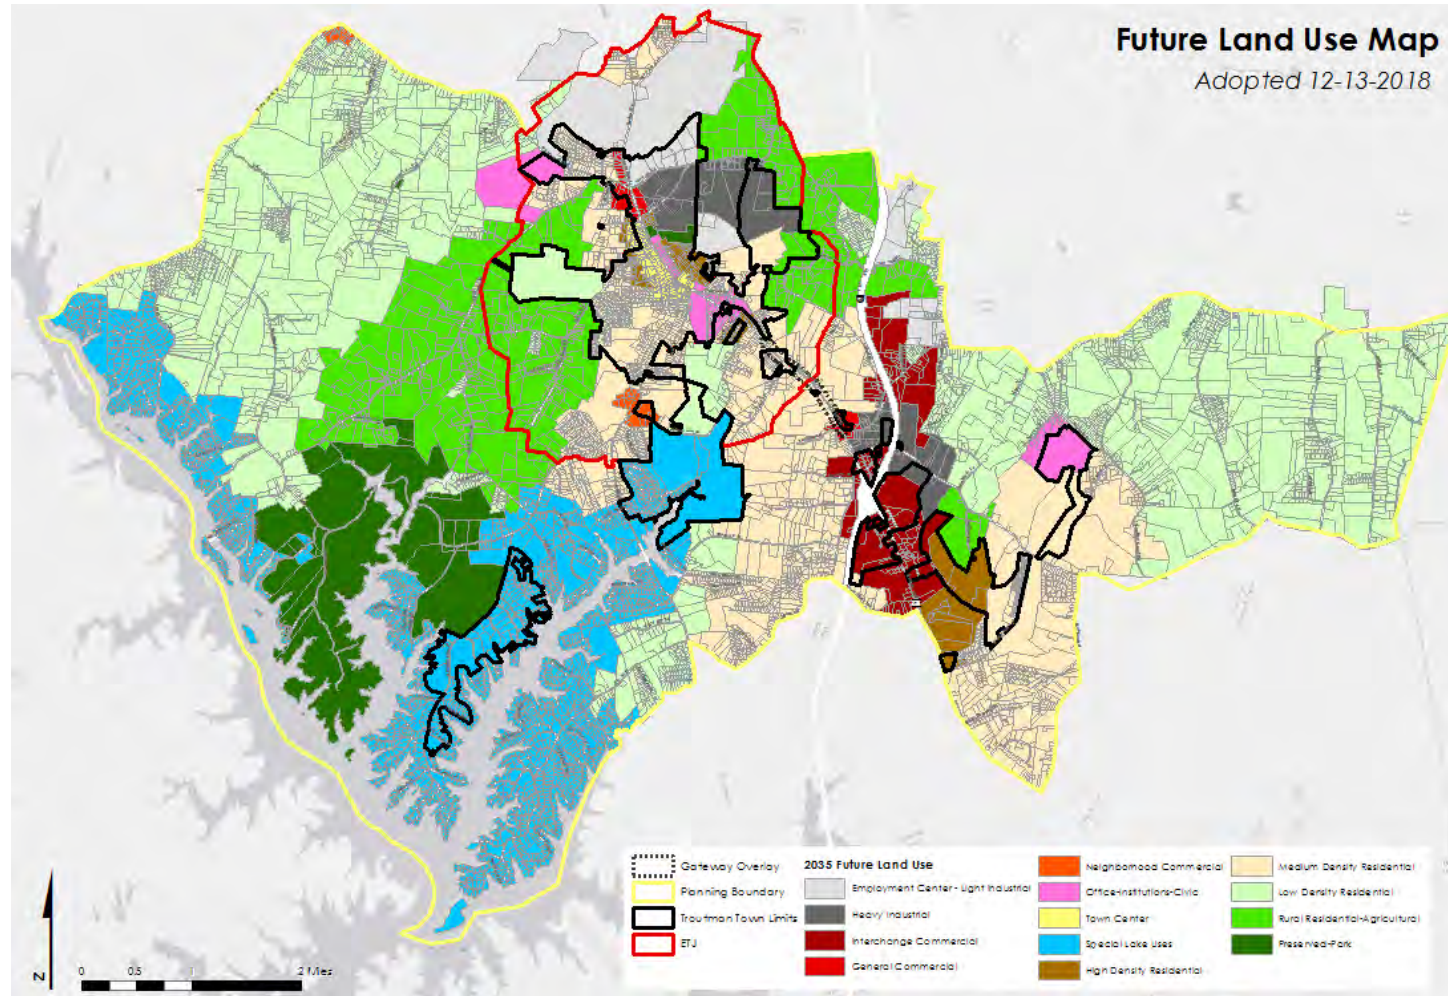 Future Land Use Map
Adopted 12-13-2018
Gateway Overlay
Planning Boundary
Troutman Town Limits
ETJ
2035 Future Land Use
Employment Center - Light Industrial
Heavy Industrial
Interchange Commercial
General Commercial
Neighborhood Commercial
Office-Institutions-Civic
Town Center
Special Lake Uses
High Density Residential
Medium Density Residential
Low Density Residential
Rural Residential-Agricultural
Preserved-Park
N
0 0.5 1 2 Miles